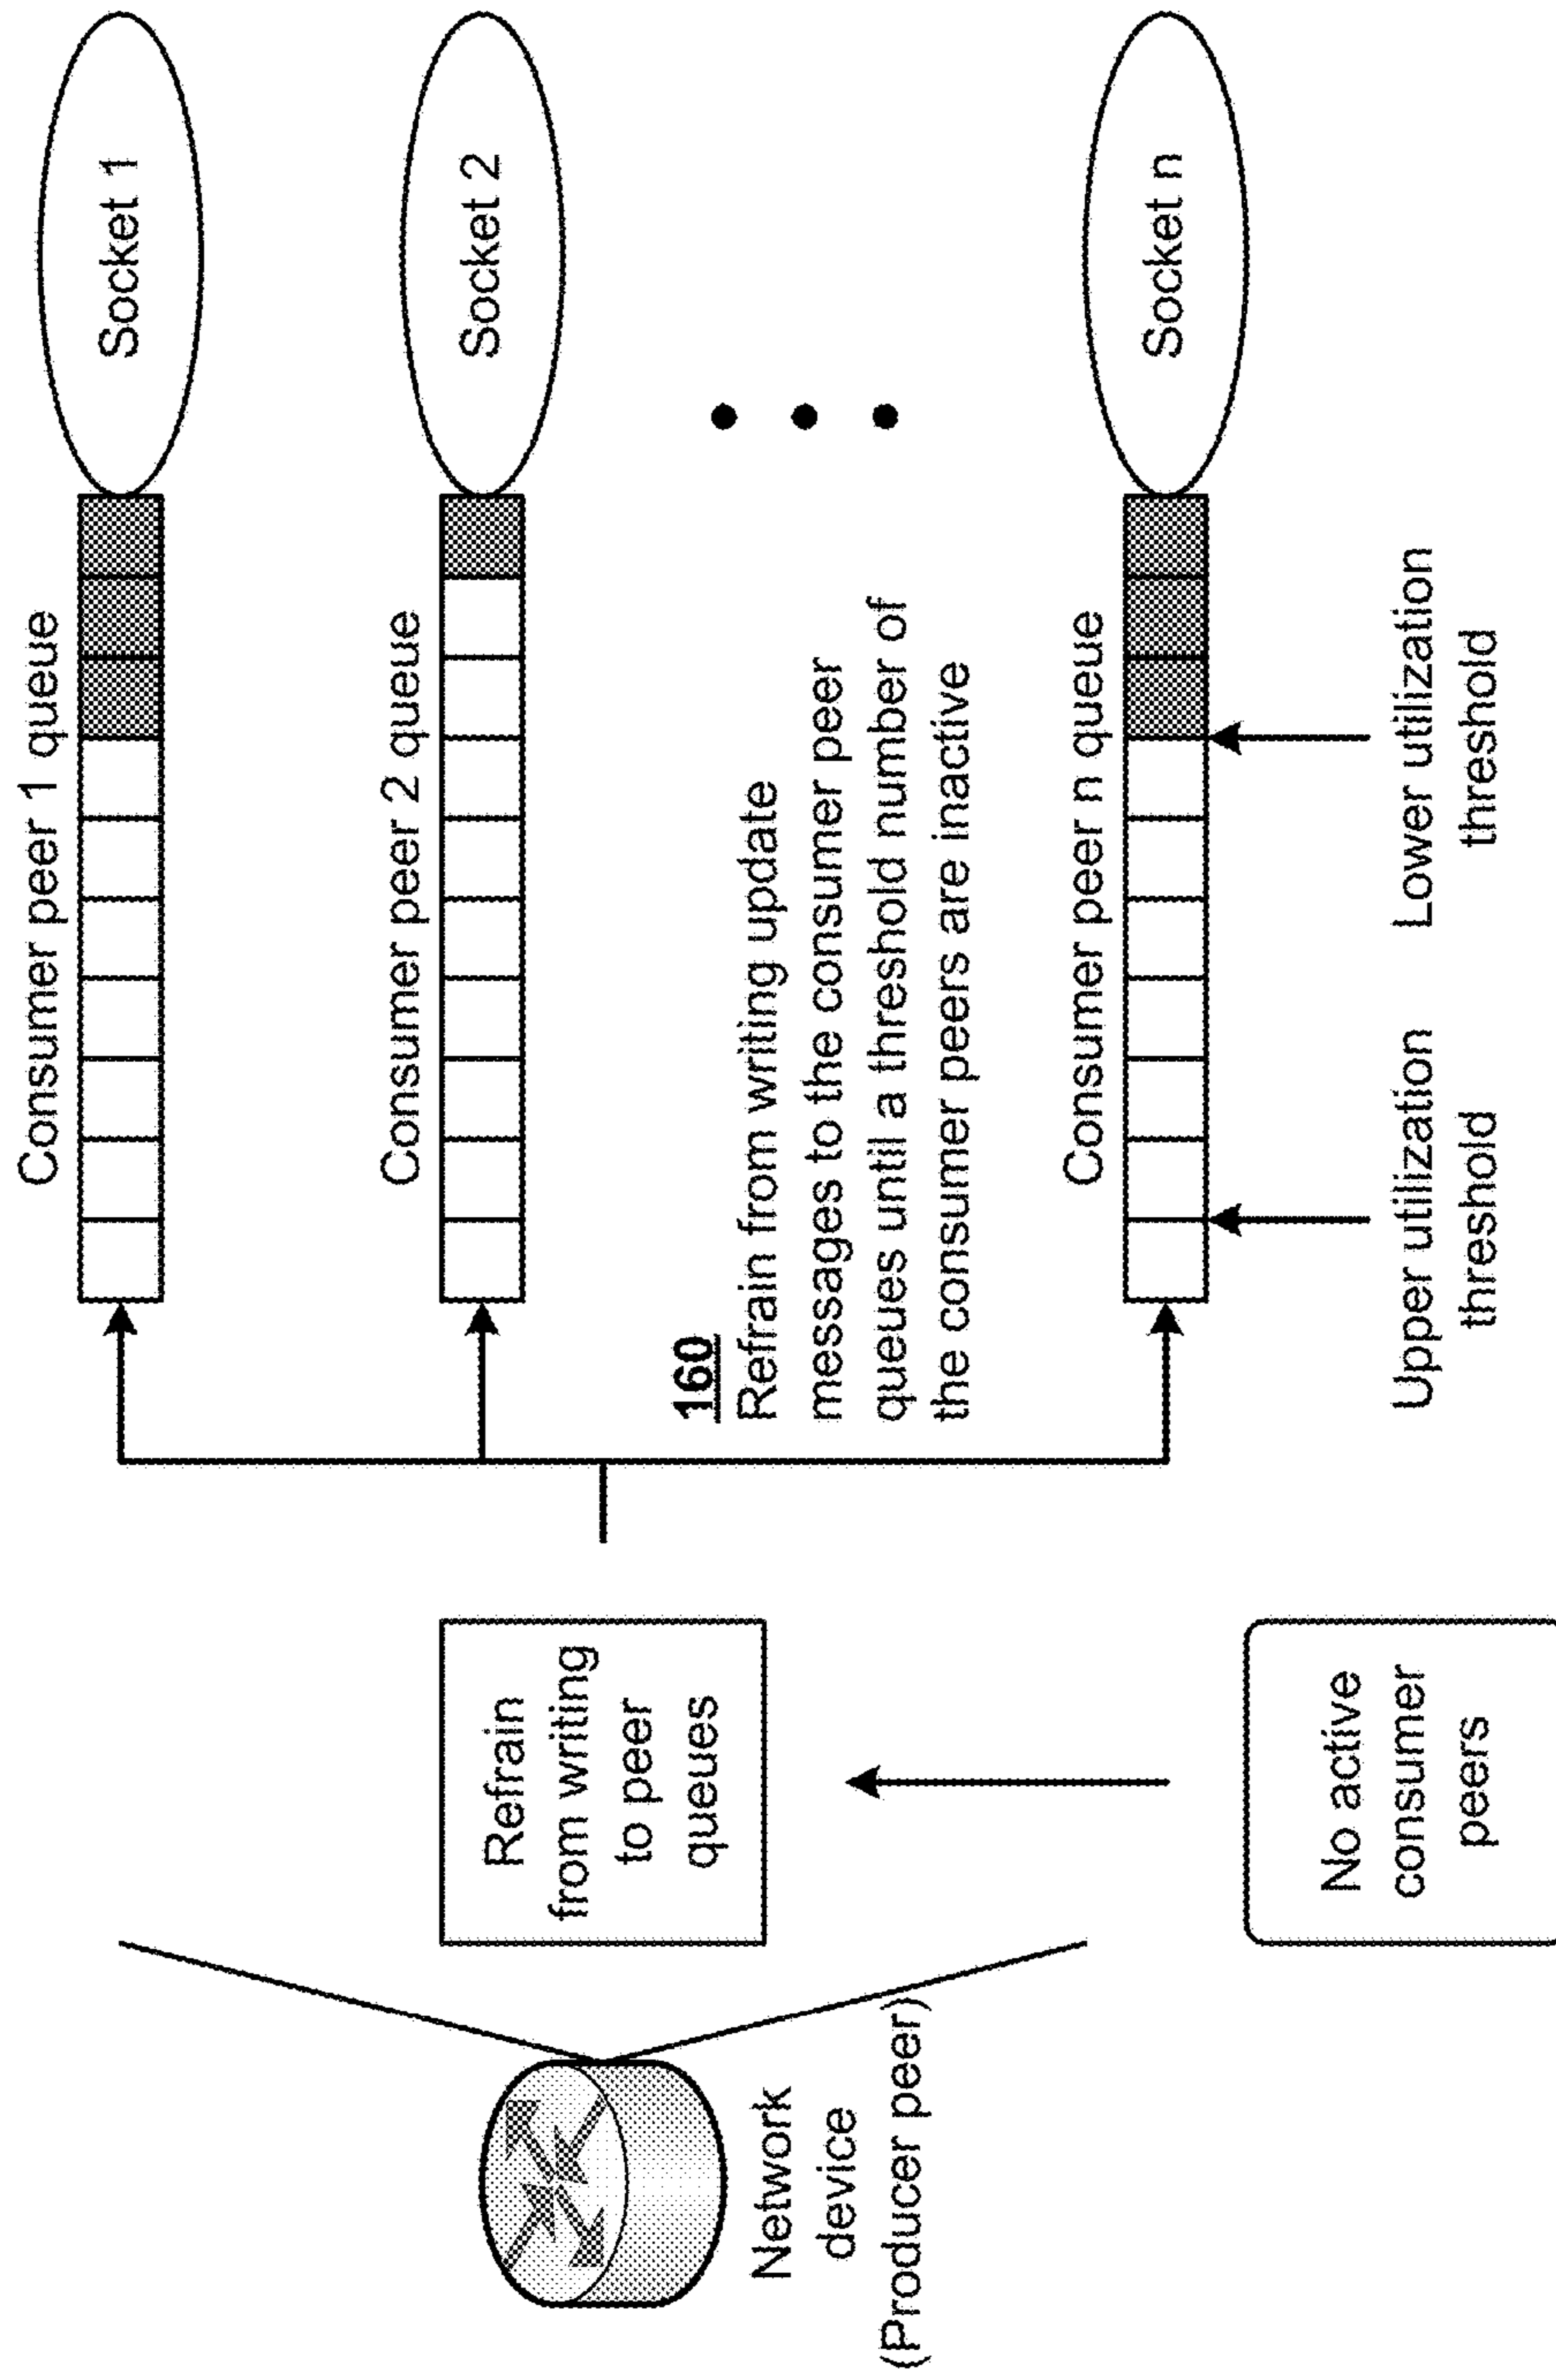 Consumer peer 1 queue
Socket 1
Consumer peer 2 queue
Socket 2
Refrain
from writing
to peer
queues
160
Refrain from writing update
messages to the consumer peer
queues until a threshold number of
the consumer peers are inactive
Network
device
(Producer peer)
Consumer peer n queue
Socket n
No active
consumer
peers
Upper utilization
threshold
Lower utilization
threshold